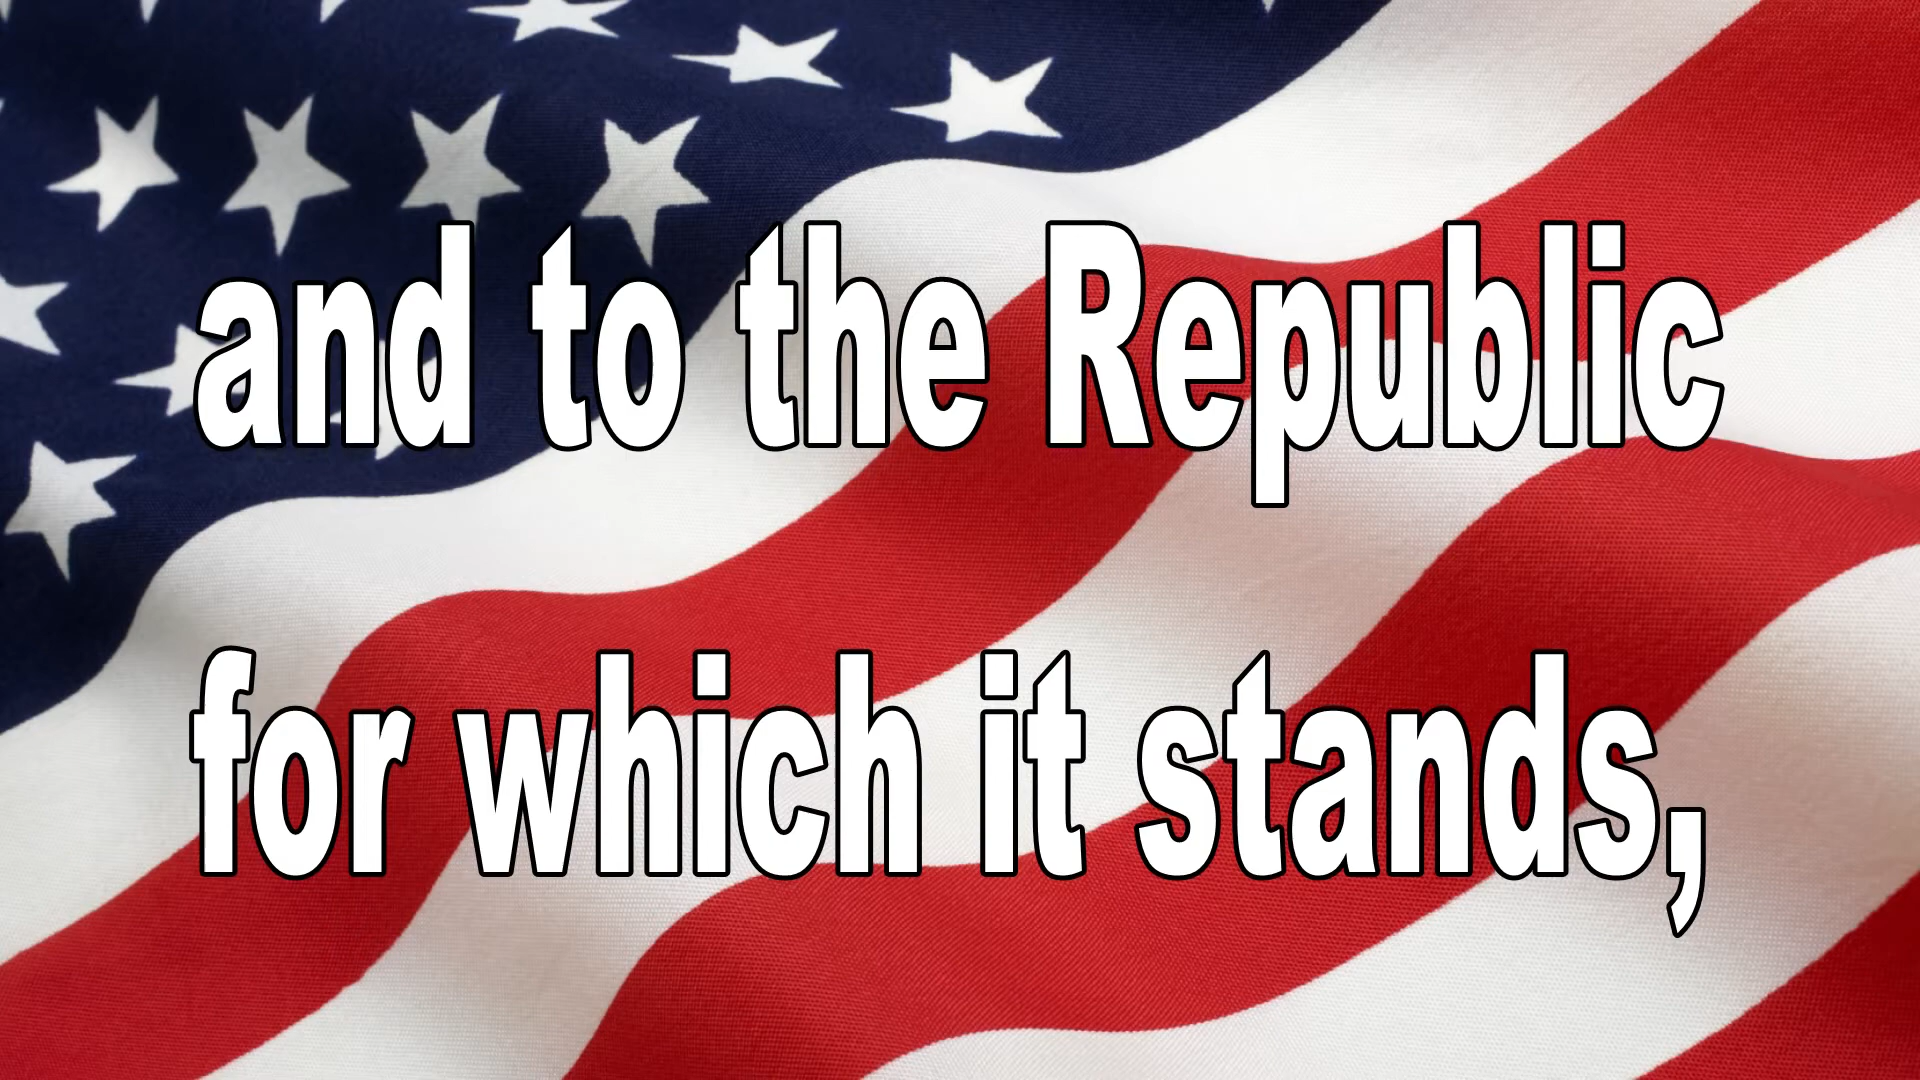 and to the Republic
for which it stands,